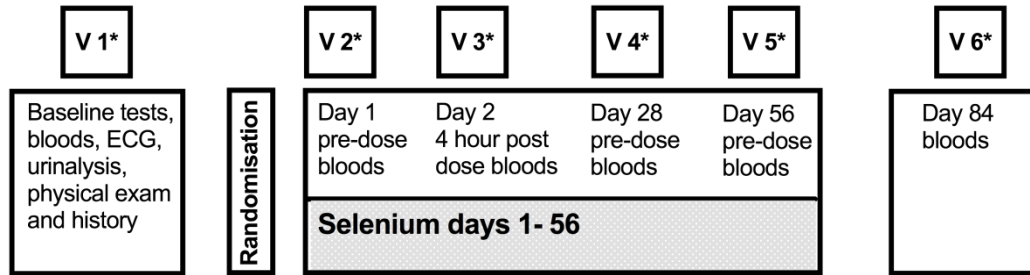 V 1*
V 2*
V 3*
V 4*
V 5*
V 6*
Baseline tests,
bloods, ECG,
urinalysis,
physical exam
and history
Randomisation
Day 1
pre-dose
bloods
Day 2
4 hour post
dose bloods
Day 28
pre-dose
bloods
Day 56
pre-dose
bloods
Selenium days 1- 56
Day 84
bloods